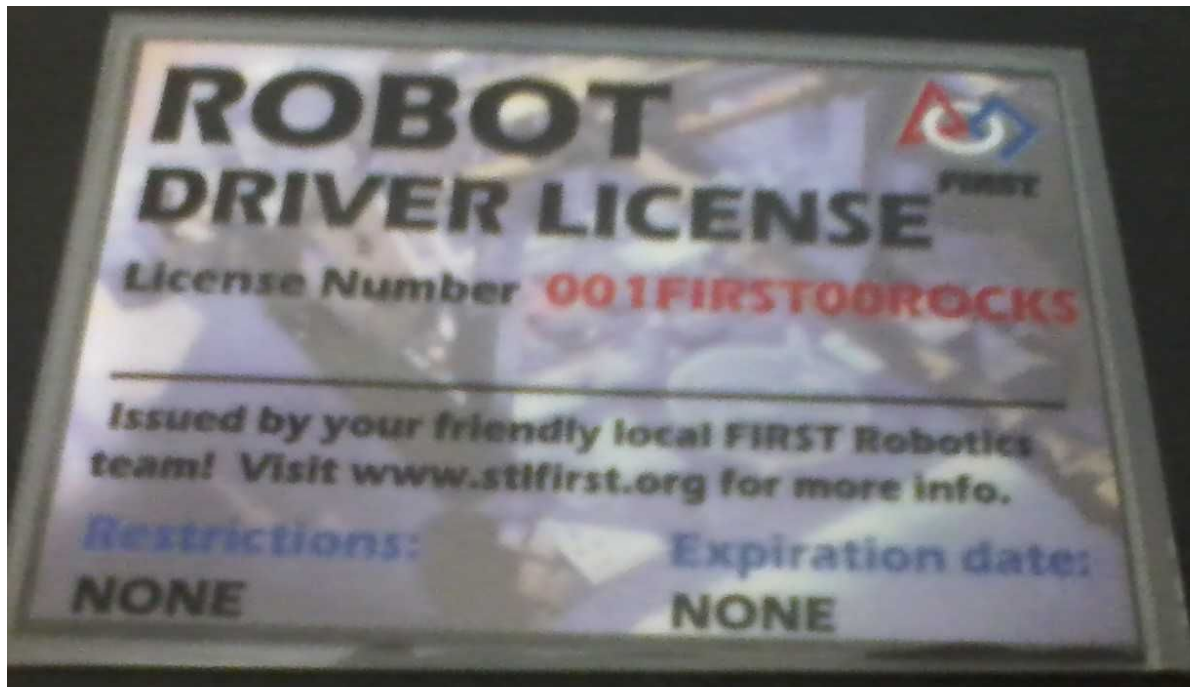 ROBOT
DRIVER LICENSE
FIRST
License Number 001FIRST00ROCKS
Issued by your friendly local FIRST Robotics
team! Visit www.stlfirst.org for more info.
Restrictions:
NONE
Expiration date:
NONE